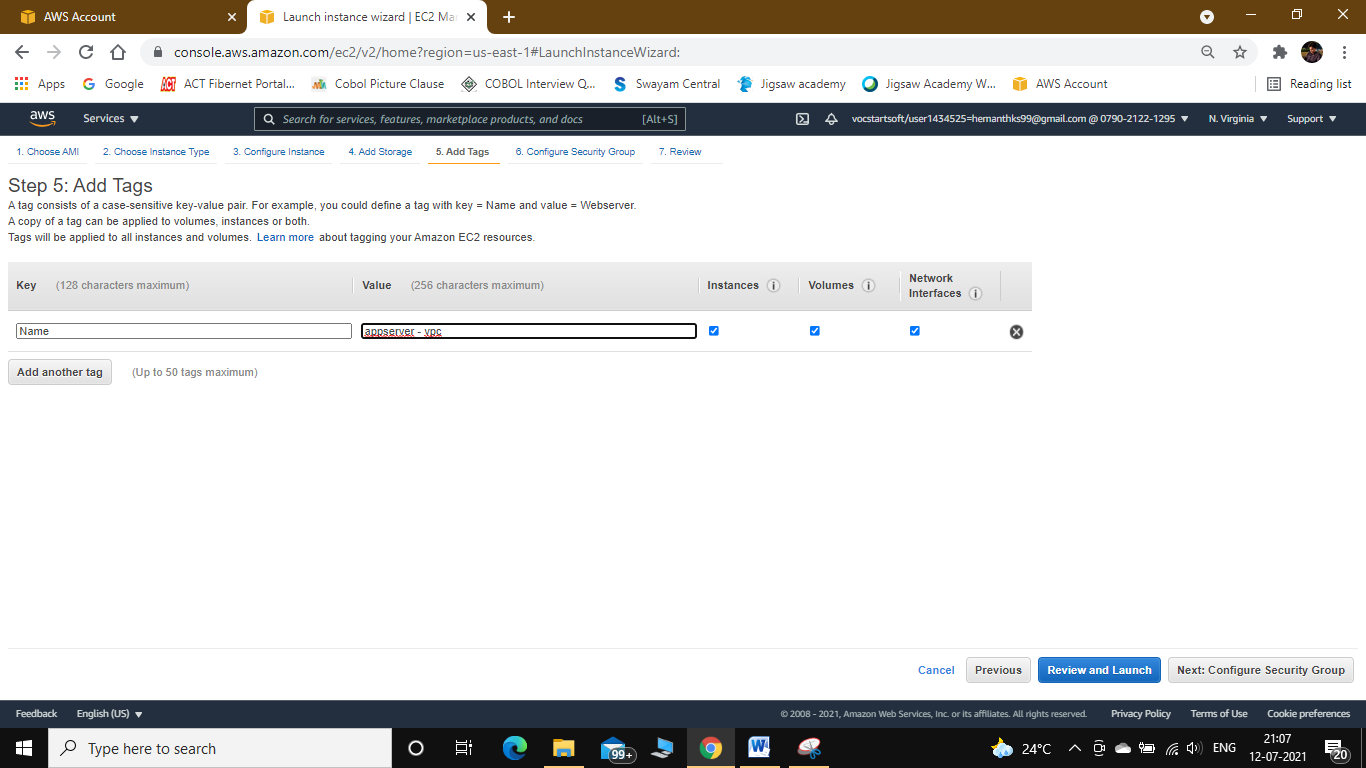 AWS Account
Launch instance wizard | EC2 Ma
console.aws.amazon.com/ec2/v2/home?region=us-east-1#LaunchInstanceWizard:
Apps Google ACT Fibernet Portal... Cobol Picture Clause COBOL Interview Q... Swayam Central Jigsaw academy Jigsaw Academy W... AWS Account Reading list
aws Services Search for services, features, marketplace products, and docs [Alt+S] vocstartsoft/user1434525=hemanthks99@gmail.com @ 0790-2122-1295 N. Virginia Support
1. Choose AMI 2. Choose Instance Type 3. Configure Instance 4. Add Storage 5. Add Tags 6. Configure Security Group 7. Review
Step 5: Add Tags
A tag consists of a case-sensitive key-value pair. For example, you could define a tag with key = Name and value = Webserver.
A copy of a tag can be applied to volumes, instances or both.
Tags will be applied to all instances and volumes. Learn more about tagging your Amazon EC2 resources.
Key (128 characters maximum) Value (256 characters maximum) Instances i Volumes i Network Interfaces i
Name appserver - vpc
Add another tag (Up to 50 tags maximum)
Cancel Previous Review and Launch Next: Configure Security Group
Feedback English (US) © 2008 - 2021, Amazon Web Services, Inc. or its affiliates. All rights reserved. Privacy Policy Terms of Use Cookie preferences
Type here to search 99+ 24°C ENG 21:07
12-07-2021 20